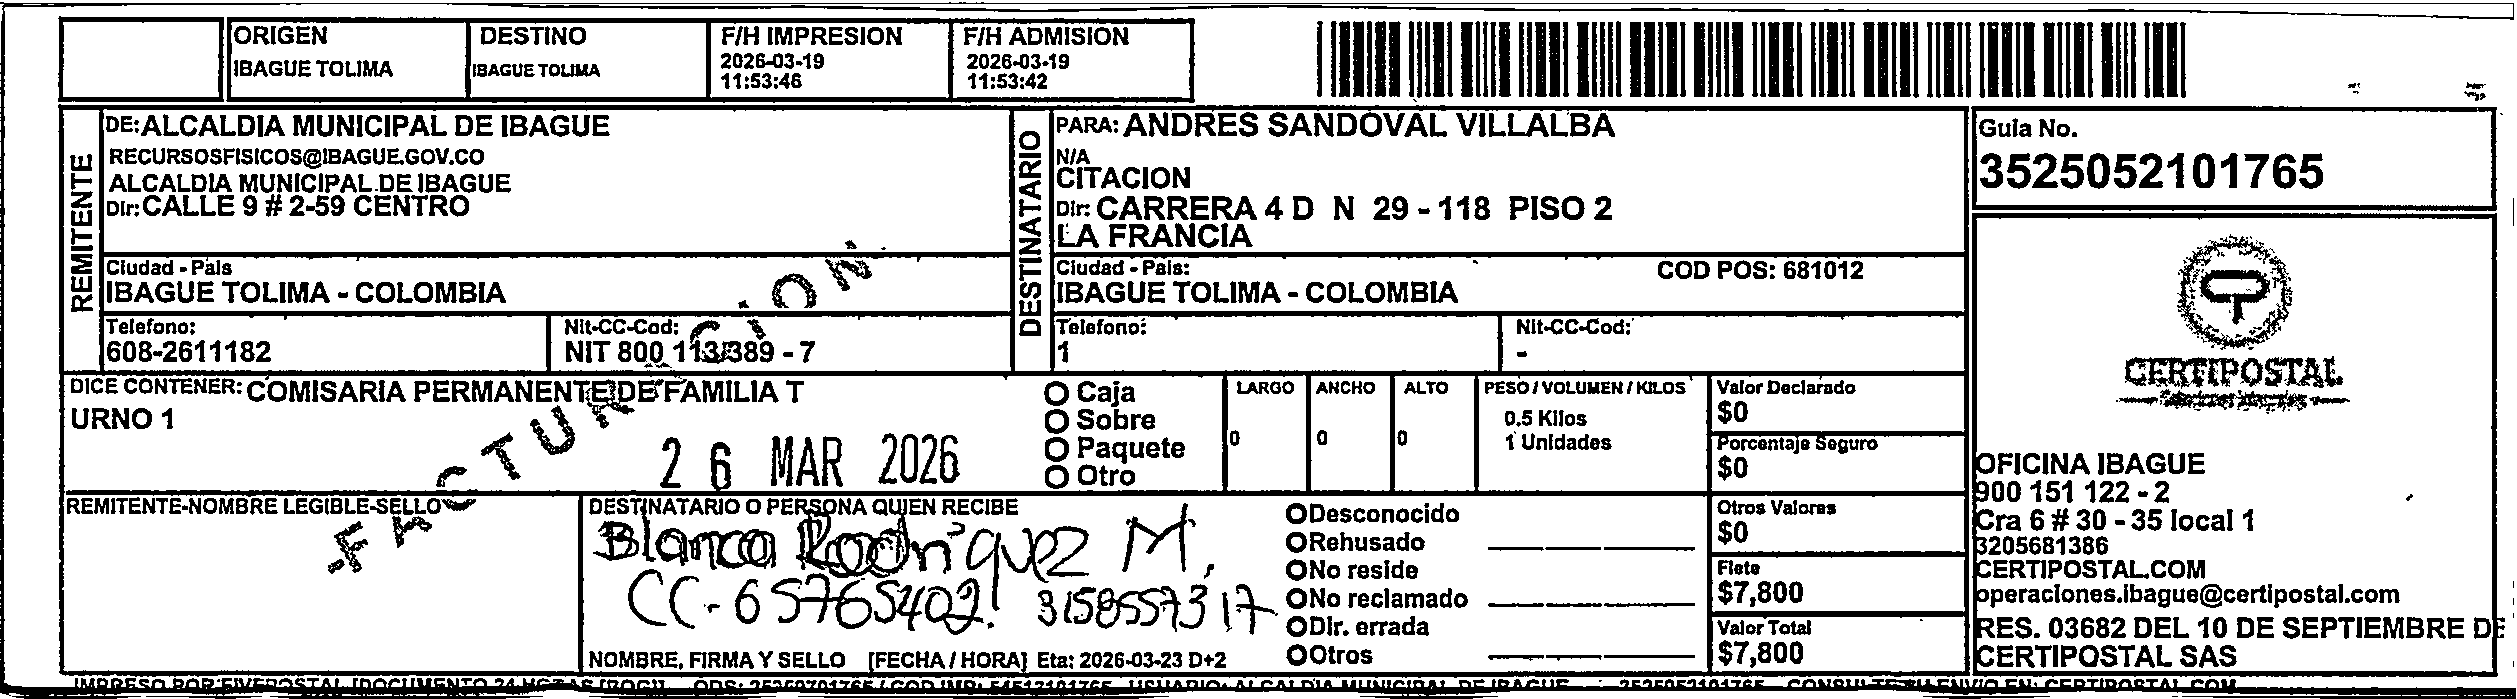 ORIGEN
IBAGUE TOLIMA
DESTINO
IBAGUE TOLIMA
F/H IMPRESION
2026-03-19
11:53:46
F/H ADMISION
2026-03-19
11:53:42
REMITENTE
DE: ALCALDIA MUNICIPAL DE IBAGUE
RECURSOSFISICOS@IBAGUE.GOV.CO
ALCALDIA MUNICIPAL DE IBAGUE
Dir: CALLE 9 # 2-59 CENTRO
Ciudad - Pais
IBAGUE TOLIMA - COLOMBIA
Telefono:
608-2611182
Nit-CC-Cod:
NIT 800 113389 - 7
DESTINATARIO
PARA: ANDRES SANDOVAL VILLALBA
N/A
CITACION
Dir: CARRERA 4 D N 29 - 118 PISO 2
LA FRANCIA
Ciudad - Pais:
COD POS: 681012
IBAGUE TOLIMA - COLOMBIA
Telefono:
1
Nit-CC-Cod:
-
Guia No.
3525052101765
CERTIPOSTAL
DICE CONTENER: COMISARIA PERMANENTE DE FAMILIA T
URNO 1
FACTURACION
26 MAR 2026
Caja
Sobre
Paquete
Otro
LARGO
0
ANCHO
0
ALTO
0
PESO / VOLUMEN / KILOS
0.5 Kilos
1 Unidades
Valor Declarado
$0
Porcentaje Seguro
$0
Otros Valores
$0
Flete
$7,800
Valor Total
$7,800
REMITENTE-NOMBRE LEGIBLE-SELLO
DESTINATARIO O PERSONA QUIEN RECIBE
Blanca Rodriguez M.
CC-65765402. 3158557317
NOMBRE, FIRMA Y SELLO [FECHA / HORA] Eta: 2026-03-23 D+2
Desconocido
Rehusado
No reside
No reclamado
Dir. errada
Otros
OFICINA IBAGUE
900 151 122 - 2
Cra 6 # 30 - 35 local 1
3205681386
CERTIPOSTAL.COM
operaciones.ibague@certipostal.com
RES. 03682 DEL 10 DE SEPTIEMBRE DE
CERTIPOSTAL SAS